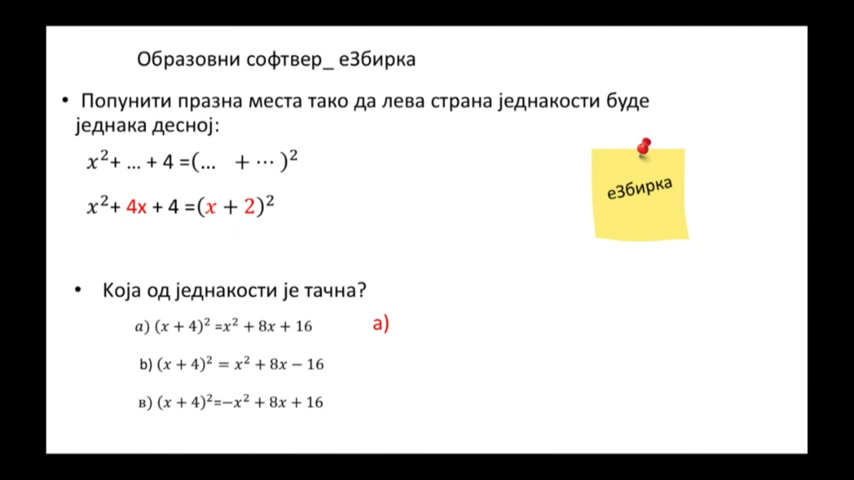 Образовни софтвер_ еЗбирка
• Попунити празна места тако да лева страна једнакости буде
једнака десној:
x²+ ... + 4 =(... + ⋯ )²
еЗбирка
x²+ 4x + 4 =(x + 2)²
• Која од једнакости је тачна?
а) (x + 4)² =x² + 8x + 16 а)
b) (x + 4)² = x² + 8x − 16
в) (x + 4)²=−x² + 8x + 16